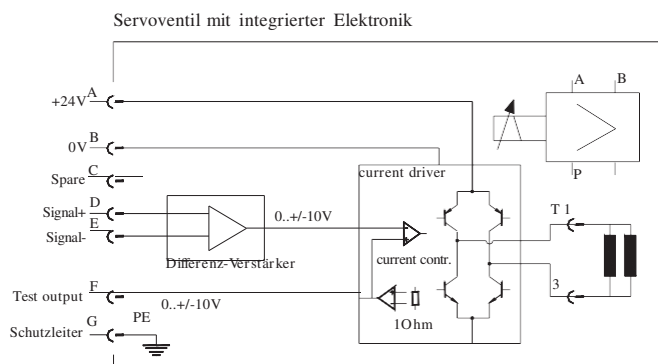 Servoventil mit integrierter Elektronik
+24V A
A B
0V B
Spare C
P
current driver
Signal+ D
0..+/-10V
T 1
Signal- E
current contr.
Differenz-Verstärker
3
Test output F
0..+/-10V
1Ohm
Schutzleiter G PE